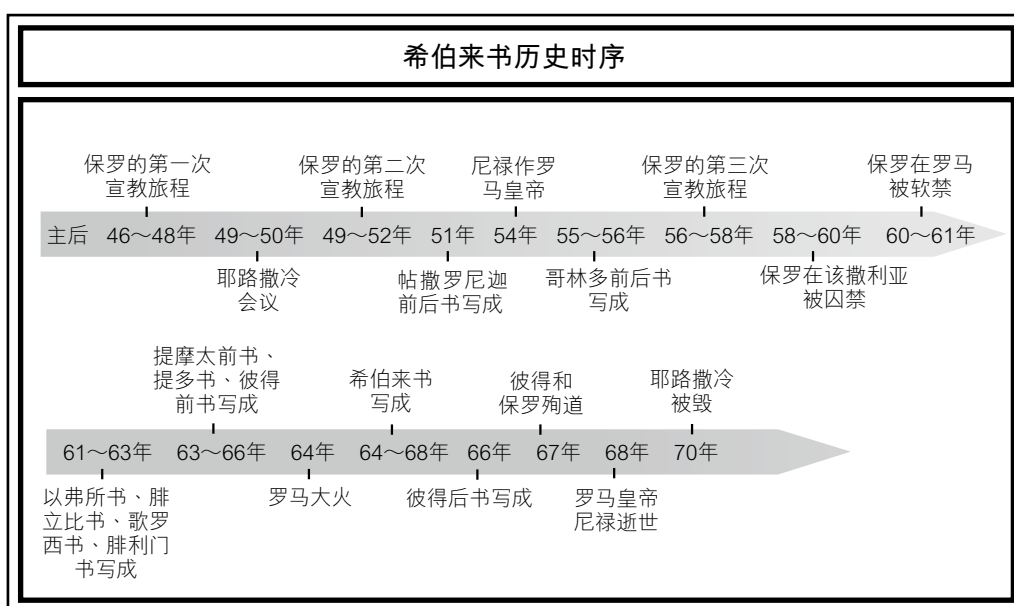 希伯来书历史时序
保罗的第一次
宣教旅程
保罗的第二次
宣教旅程
尼禄作罗
马皇帝
保罗的第三次
宣教旅程
保罗在罗马
被软禁
主后 46～48年 49～50年 49～52年 51年 54年 55～56年 56～58年 58～60年 60～61年
耶路撒冷
会议
帖撒罗尼迦
前后书写成
哥林多前后书
写成
保罗在该撒利亚
被囚禁
提摩太前书、
提多书、彼得
前书写成
希伯来书
写成
彼得和
保罗殉道
耶路撒冷
被毁
61～63年 63～66年 64年 64～68年 66年 67年 68年 70年
以弗所书、腓
立比书、歌罗
西书、腓利门
书写成
罗马大火
彼得后书写成
罗马皇帝
尼禄逝世